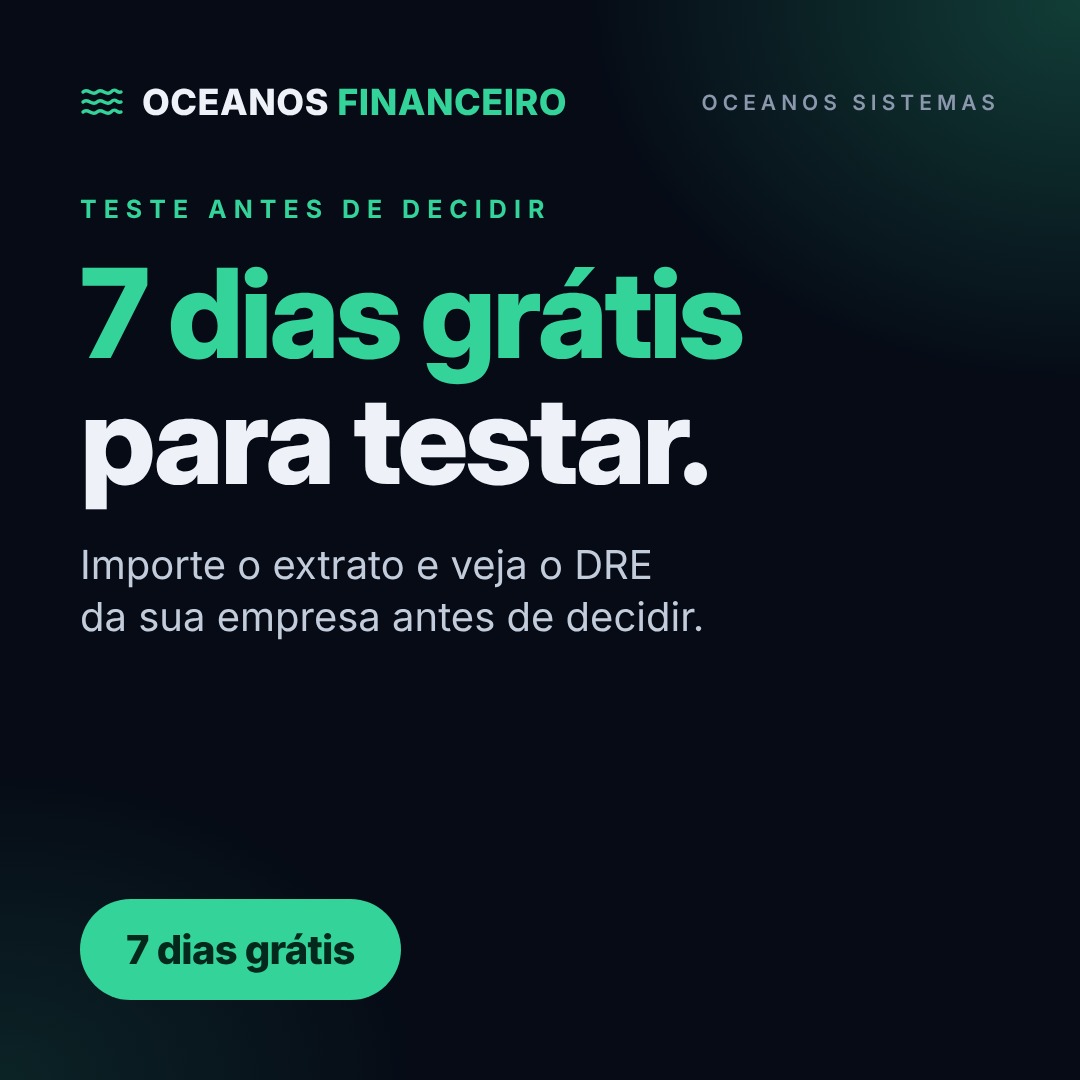 OCEANOS FINANCEIRO
OCEANOS SISTEMAS
TESTE ANTES DE DECIDIR
7 dias grátis
para testar.
Importe o extrato e veja o DRE
da sua empresa antes de decidir.
7 dias grátis